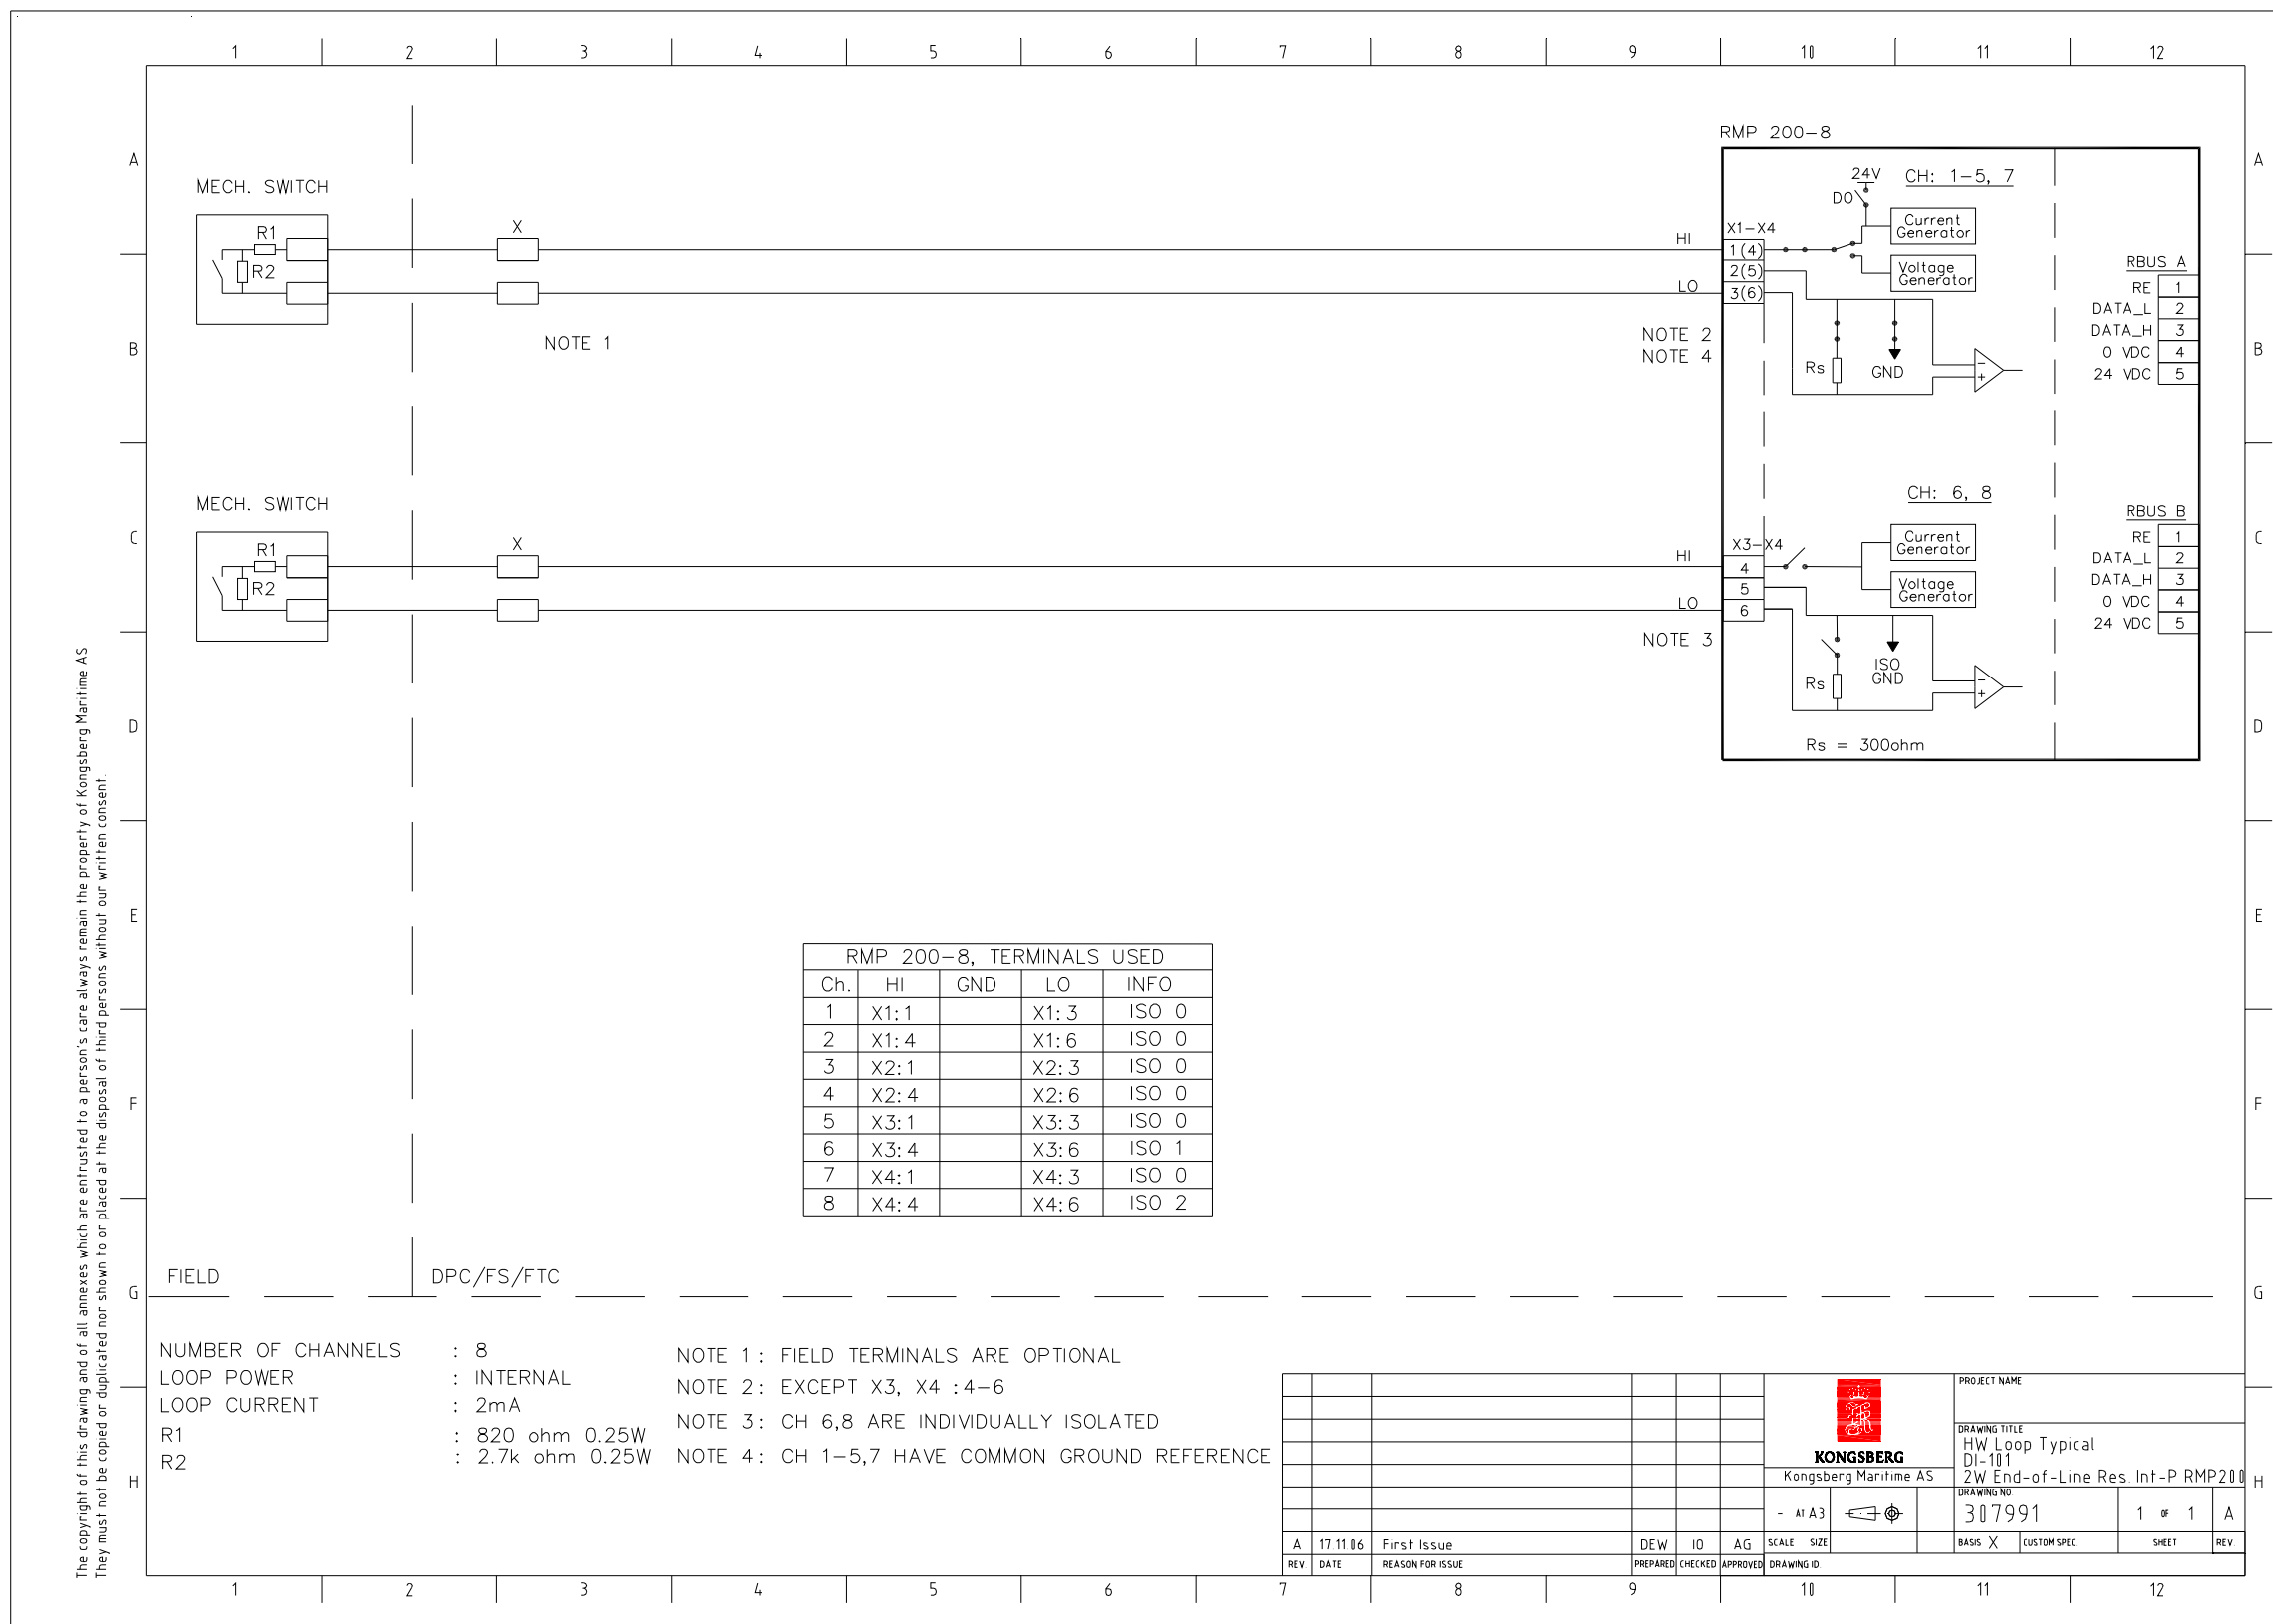 1 2 3 4 5 6 7 8 9 10 11 12
A A
B B
C C
D D
E E
F F
G G
H H
The copyright of this drawing and of all annexes which are entrusted to a person's care always remain the property of Kongsberg Maritime AS
They must not be copied or duplicated nor shown to or placed at the disposal of third persons without our written consent.
MECH. SWITCH
R1
R2
X
NOTE 1
HI
LO
NOTE 2
NOTE 4
RMP 200-8
24V
DO
CH: 1-5, 7
Current
Generator
Voltage
Generator
X1-X4
1(4)
2(5)
3(6)
Rs
GND
-
+
RBUS A
RE 1
DATA_L 2
DATA_H 3
0 VDC 4
24 VDC 5
MECH. SWITCH
R1
R2
X
HI
LO
NOTE 3
CH: 6, 8
Current
Generator
Voltage
Generator
X3-X4
4
5
6
Rs
ISO
GND
-
+
Rs = 300ohm
RBUS B
RE 1
DATA_L 2
DATA_H 3
0 VDC 4
24 VDC 5
RMP 200-8, TERMINALS USED
Ch. HI GND LO INFO
1 X1:1 X1:3 ISO 0
2 X1:4 X1:6 ISO 0
3 X2:1 X2:3 ISO 0
4 X2:4 X2:6 ISO 0
5 X3:1 X3:3 ISO 0
6 X3:4 X3:6 ISO 1
7 X4:1 X4:3 ISO 0
8 X4:4 X4:6 ISO 2
FIELD
DPC/FS/FTC
NUMBER OF CHANNELS : 8
LOOP POWER : INTERNAL
LOOP CURRENT : 2mA
R1 : 820 ohm 0.25W
R2 : 2.7k ohm 0.25W
NOTE 1: FIELD TERMINALS ARE OPTIONAL
NOTE 2: EXCEPT X3, X4 :4-6
NOTE 3: CH 6,8 ARE INDIVIDUALLY ISOLATED
NOTE 4: CH 1-5,7 HAVE COMMON GROUND REFERENCE
A 17.11.06 First Issue DEW IO AG
REV. DATE REASON FOR ISSUE PREPARED CHECKED APPROVED
KONGSBERG
Kongsberg Maritime AS
- A1 A3
SCALE SIZE
DRAWING ID.
PROJECT NAME
DRAWING TITLE
HW Loop Typical
DI-101
2W End-of-Line Res. Int-P RMP200
DRAWING NO.
307991 1 OF 1 A
BASIS X CUSTOM SPEC. SHEET REV.
1 2 3 4 5 6 7 8 9 10 11 12